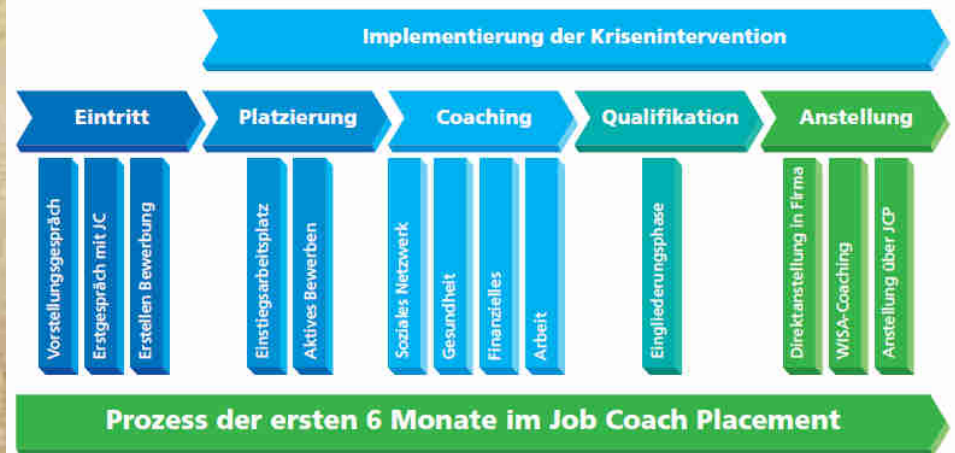 Implementierung der Krisenintervention
Eintritt
Platzierung
Coaching
Qualifikation
Anstellung
Vorstellungsgespräch
Erstgespräch mit JC
Erstellen Bewerbung
Einstiegsarbeitsplatz
Aktives Bewerben
Soziales Netzwerk
Gesundheit
Finanzielles
Arbeit
Eingliederungsphase
Direktanstellung in Firma
WISA-Coaching
Anstellung über JCP
Prozess der ersten 6 Monate im Job Coach Placement